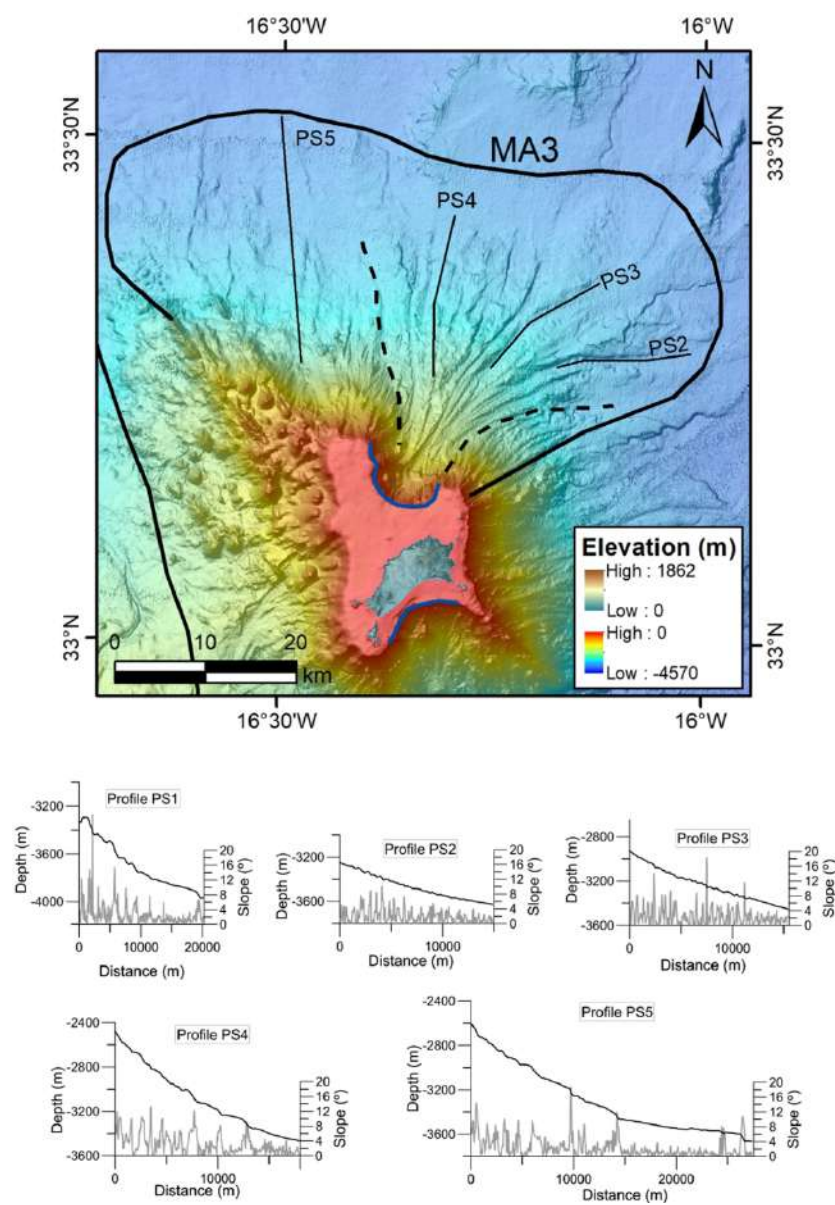 16°30'W
16°W
N
33°30'N
33°30'N
MA3
PS5
PS4
PS3
PS2
Elevation (m)
High : 1862
Low : 0
High : 0
Low : -4570
33°N
33°N
0 10 20
km
16°30'W
16°W
Profile PS1
-3200
-3600
-4000
Depth (m)
20
16
12
8
4
0
Slope (º)
0 10000 20000
Distance (m)
Profile PS2
-3200
-3600
Depth (m)
20
16
12
8
4
0
Slope (º)
0 10000
Distance (m)
Profile PS3
-2800
-3200
-3600
Depth (m)
20
16
12
8
4
0
Slope (º)
0 10000
Distance (m)
Profile PS4
-2400
-2800
-3200
-3600
Depth (m)
20
16
12
8
4
0
Slope (º)
0 10000
Distance (m)
Profile PS5
-2400
-2800
-3200
-3600
Depth (m)
20
16
12
8
4
0
Slope (º)
0 10000 20000
Distance (m)